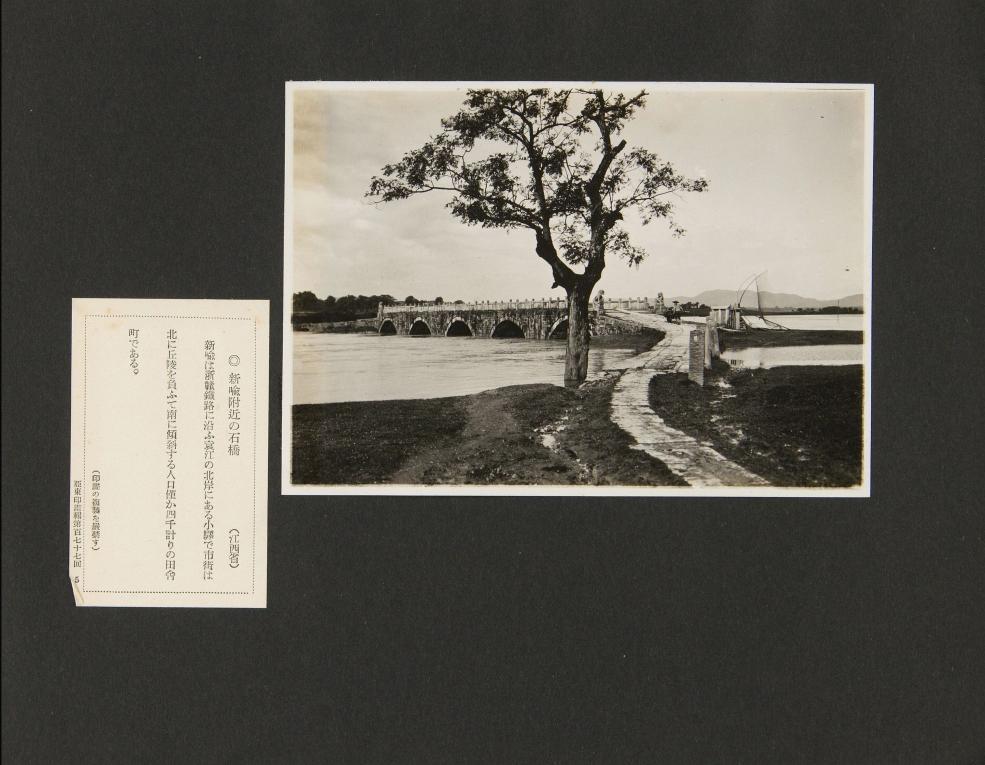 ◎ 新喩附近の石橋 (江西省)
新喩は浙贛鐵路に沿ふ袁江の北岸にある小驛で市街は
北に丘陵を負ふて南に傾斜する人口僅か四千計りの田舍
町である。
(印畫の複製を嚴禁す)
亞東印畫輯第百七十七回 5